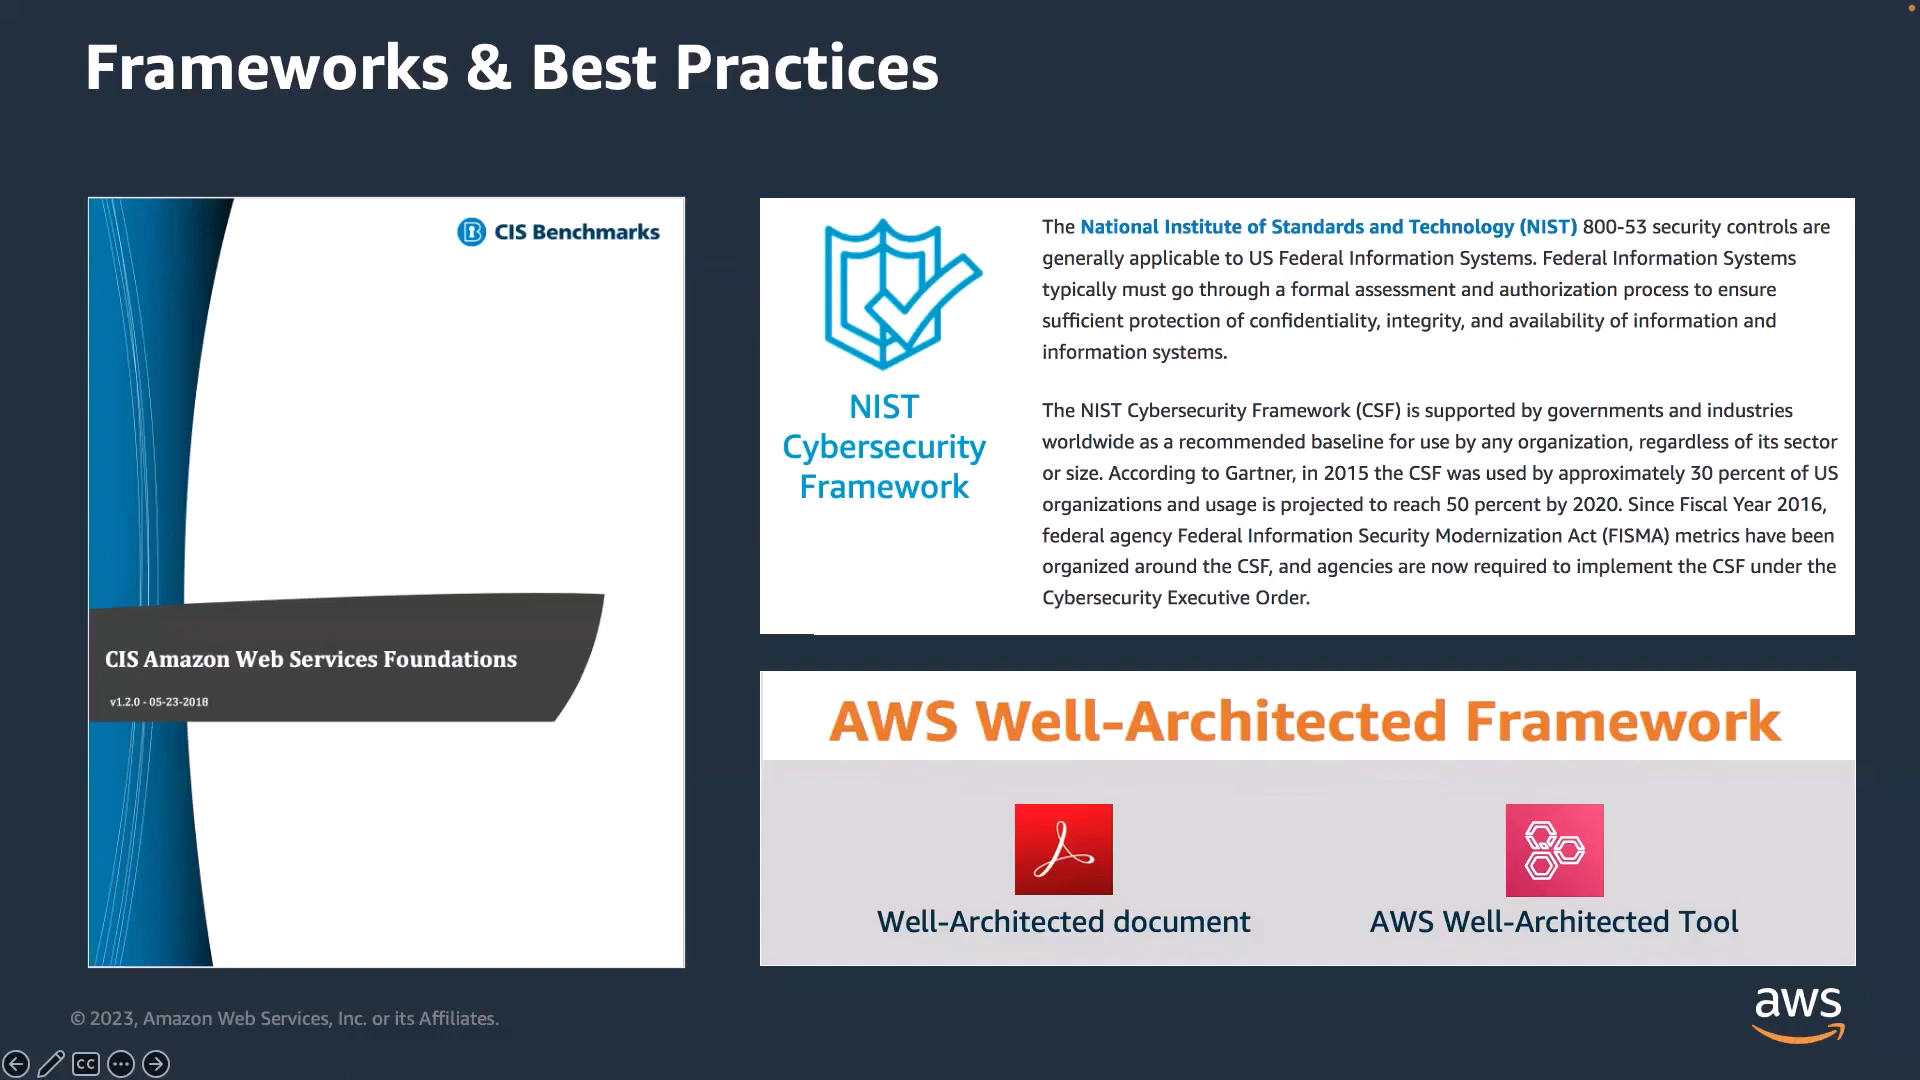 Frameworks & Best Practices
CIS Benchmarks
CIS Amazon Web Services Foundations
v1.2.0 - 05-23-2018
NIST
Cybersecurity
Framework
The National Institute of Standards and Technology (NIST) 800-53 security controls are
generally applicable to US Federal Information Systems. Federal Information Systems
typically must go through a formal assessment and authorization process to ensure
sufficient protection of confidentiality, integrity, and availability of information and
information systems.
The NIST Cybersecurity Framework (CSF) is supported by governments and industries
worldwide as a recommended baseline for use by any organization, regardless of its sector
or size. According to Gartner, in 2015 the CSF was used by approximately 30 percent of US
organizations and usage is projected to reach 50 percent by 2020. Since Fiscal Year 2016,
federal agency Federal Information Security Modernization Act (FISMA) metrics have been
organized around the CSF, and agencies are now required to implement the CSF under the
Cybersecurity Executive Order.
AWS Well-Architected Framework
Well-Architected document
AWS Well-Architected Tool
© 2023, Amazon Web Services, Inc. or its Affiliates.
aws
CC